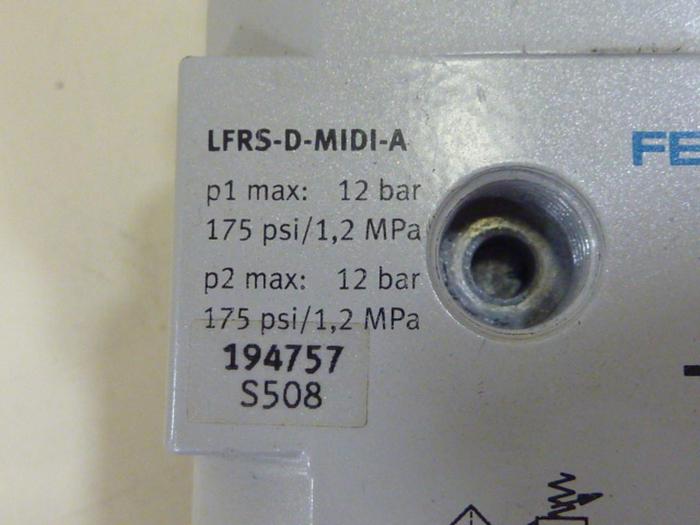 LFRS-D-MIDI-A
p1 max: 12 bar
175 psi/1,2 MPa
p2 max: 12 bar
175 psi/1,2 MPa
194757
S508
FE